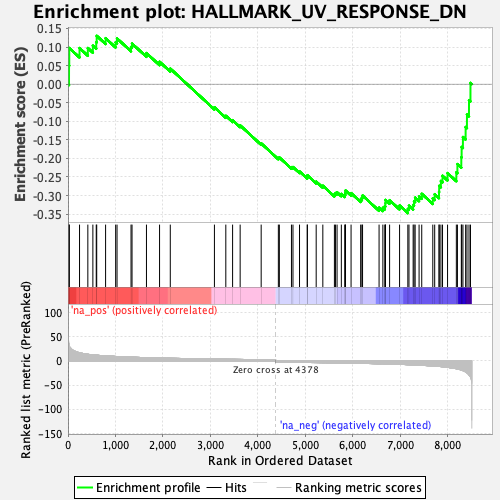 Enrichment plot: HALLMARK_UV_RESPONSE_DN
Enrichment score (ES)
0.15
0.10
0.05
0.00
-0.05
-0.10
-0.15
-0.20
-0.25
-0.30
-0.35
'na_pos' (positively correlated)
Ranked list metric (PreRanked)
100
50
0
-50
-100
-150
Zero cross at 4378
'na_neg' (negatively correlated)
0 1,000 2,000 3,000 4,000 5,000 6,000 7,000 8,000
Rank in Ordered Dataset
Enrichment profile Hits Ranking metric scores